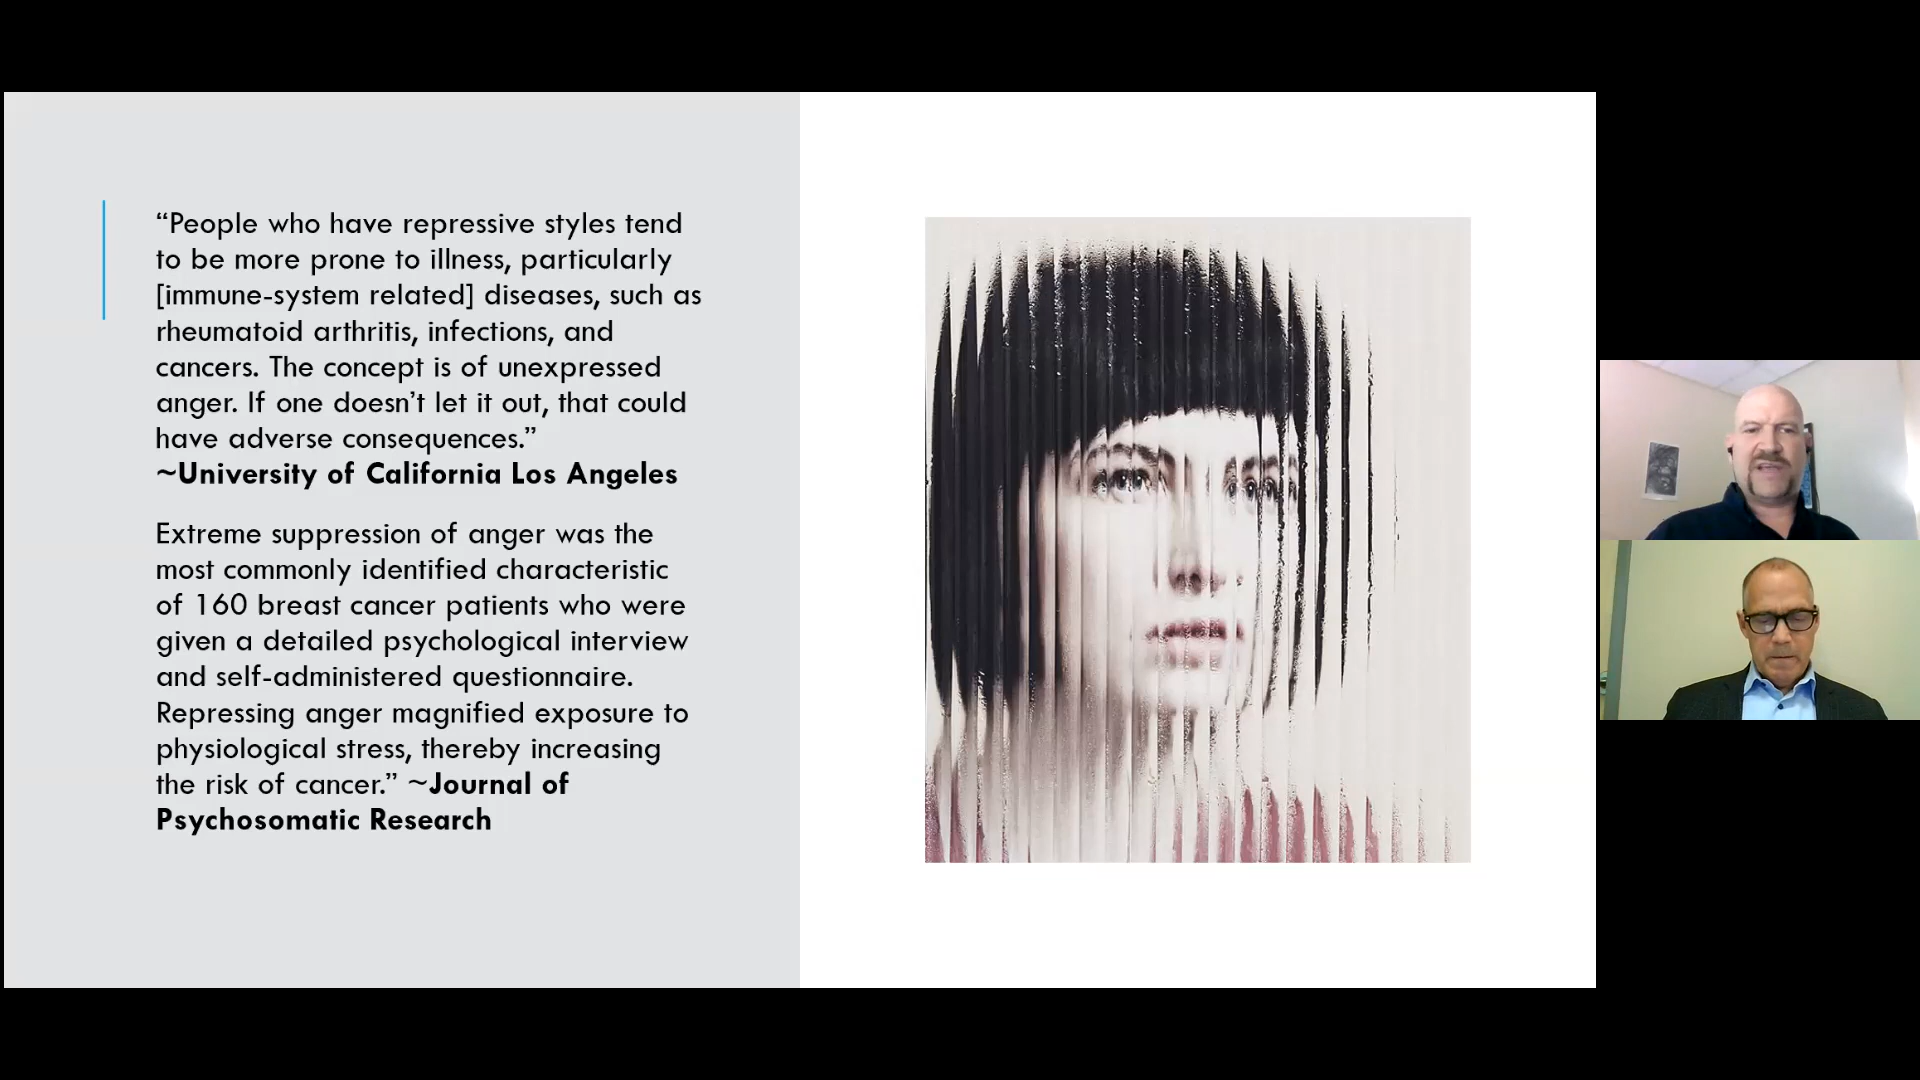 “People who have repressive styles tend
to be more prone to illness, particularly
[immune-system related] diseases, such as
rheumatoid arthritis, infections, and
cancers. The concept is of unexpressed
anger. If one doesn’t let it out, that could
have adverse consequences.”
~University of California Los Angeles
Extreme suppression of anger was the
most commonly identified characteristic
of 160 breast cancer patients who were
given a detailed psychological interview
and self-administered questionnaire.
Repressing anger magnified exposure to
physiological stress, thereby increasing
the risk of cancer.” ~Journal of
Psychosomatic Research